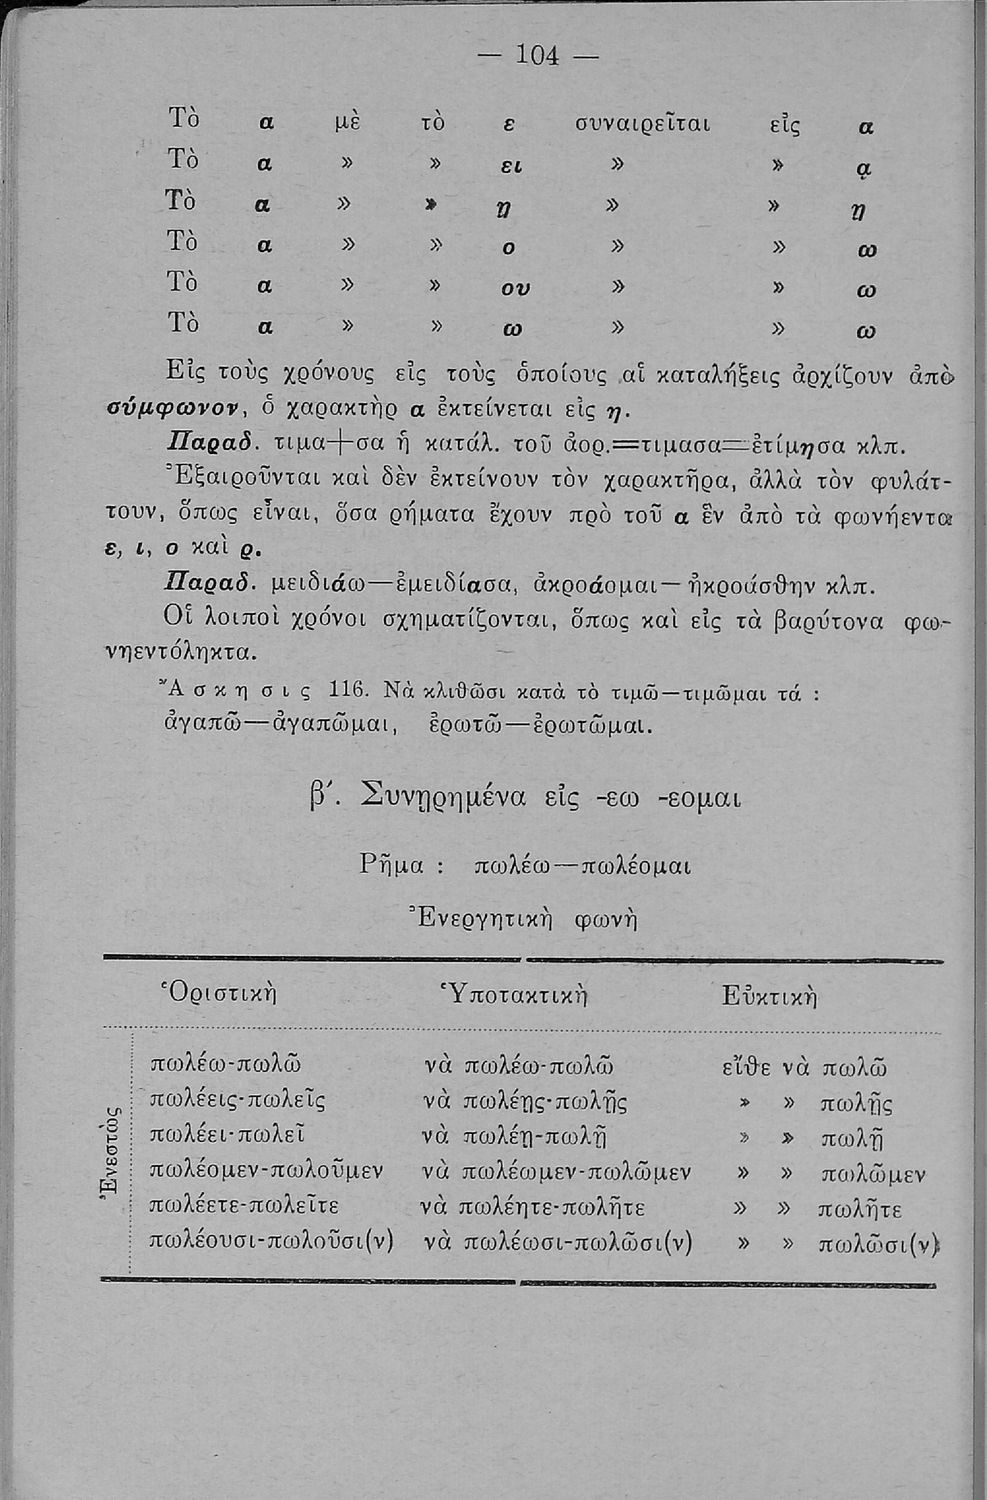 — 104 —
Τὸ α μὲ τὸ ε συναιρεῖται εἰς α
Τὸ α » » ει » » ᾳ
Τὸ α » » η » » η
Τὸ α » » ο » » ω
Τὸ α » » ου » » ω
Τὸ α » » ω » » ω
Εἰς τοὺς χρόνους εἰς τοὺς ὁποίους αἱ καταλήξεις ἀρχίζουν ἀπὸ
σύμφωνον, ὁ χαρακτὴρ α ἐκτείνεται εἰς η.
Παραδ. τιμα+σα ἡ κατάλ. τοῦ ἀορ.=τιμασα=ἐτίμησα κλπ.
Ἐξαιροῦνται καὶ δὲν ἐκτείνουν τὸν χαρακτῆρα, ἀλλὰ τὸν φυλάτ-
τουν, ὅπως εἶναι, ὅσα ρήματα ἔχουν πρὸ τοῦ α ἓν ἀπὸ τὰ φωνήεντα
ε, ι, ο καὶ ρ.
Παραδ. μειδιάω—ἐμειδίασα, ἀκροάομαι—ἠκροάσθην κλπ.
Οἱ λοιποὶ χρόνοι σχηματίζονται, ὅπως καὶ εἰς τὰ βαρύτονα φω-
νηεντόληκτα.
Ἄσκησις 116. Νὰ κλιθῶσι κατὰ τὸ τιμῶ—τιμῶμαι τά :
ἀγαπῶ—ἀγαπῶμαι, ἐρωτῶ—ἐρωτῶμαι.
β΄. Συνῃρημένα εἰς -εω -εομαι
Ρῆμα : πωλέω—πωλέομαι
Ἐνεργητικὴ φωνὴ
Ὁριστικὴ Ὑποτακτικὴ Εὐκτικὴ
Ἐνεστὼς
πωλέω-πωλῶ νὰ πωλέω-πωλῶ εἴθε νὰ πωλῶ
πωλέεις-πωλεῖς νὰ πωλέῃς-πωλῇς » » πωλῇς
πωλέει-πωλεῖ νὰ πωλέῃ-πωλῇ » » πωλῇ
πωλέομεν-πωλοῦμεν νὰ πωλέωμεν-πωλῶμεν » » πωλῶμεν
πωλέετε-πωλεῖτε νὰ πωλέητε-πωλῆτε » » πωλῆτε
πωλέουσι-πωλοῦσι(ν) νὰ πωλέωσι-πωλῶσι(ν) » » πωλῶσι(ν)